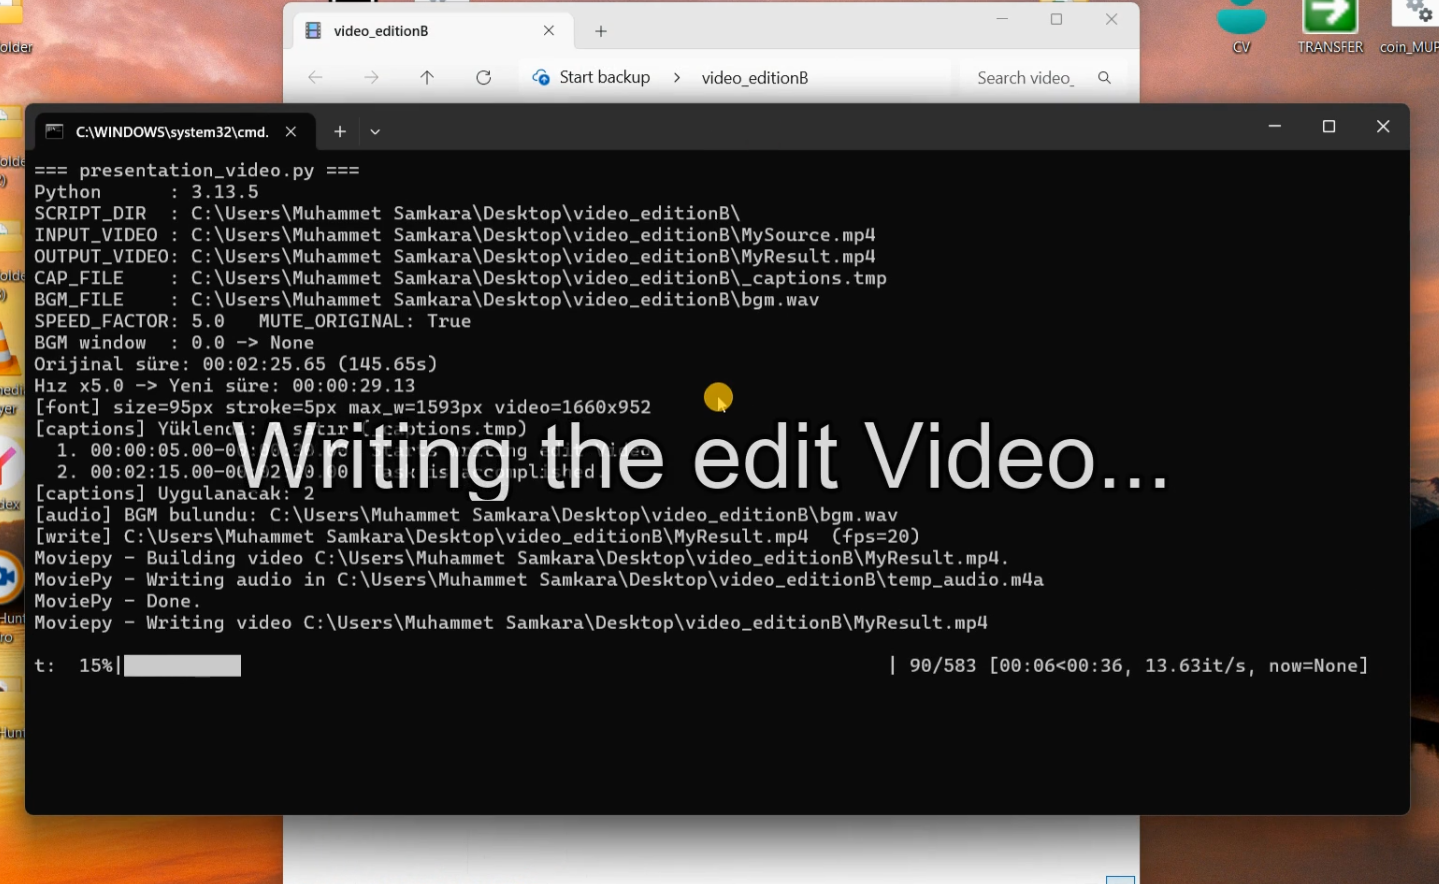 video_editionB
Start backup > video_editionB
Search video_
CV
TRANSFER
older
C:\WINDOWS\system32\cmd.
=== presentation_video.py ===
Python : 3.13.5
SCRIPT_DIR : C:\Users\Muhammet Samkara\Desktop\video_editionB\
INPUT_VIDEO : C:\Users\Muhammet Samkara\Desktop\video_editionB\MySource.mp4
OUTPUT_VIDEO: C:\Users\Muhammet Samkara\Desktop\video_editionB\MyResult.mp4
CAP_FILE : C:\Users\Muhammet Samkara\Desktop\video_editionB\_captions.tmp
BGM_FILE : C:\Users\Muhammet Samkara\Desktop\video_editionB\bgm.wav
SPEED_FACTOR: 5.0 MUTE_ORIGINAL: True
BGM window : 0.0 -> None
Orijinal süre: 00:02:25.65 (145.65s)
Hız x5.0 -> Yeni süre: 00:00:29.13
[font] size=95px stroke=5px max_w=1593px video=1660x952
[captions] Yüklendi: satır (_captions.tmp)
Writing the edit Video...
1. 00:00:05.00-
2. 00:02:15.00- Task is accomplished.
[captions] Uygulanacak: 2
[audio] BGM bulundu: C:\Users\Muhammet Samkara\Desktop\video_editionB\bgm.wav
[write] C:\Users\Muhammet Samkara\Desktop\video_editionB\MyResult.mp4 (fps=20)
Moviepy - Building video C:\Users\Muhammet Samkara\Desktop\video_editionB\MyResult.mp4.
MoviePy - Writing audio in C:\Users\Muhammet Samkara\Desktop\video_editionB\temp_audio.m4a
MoviePy - Done.
Moviepy - Writing video C:\Users\Muhammet Samkara\Desktop\video_editionB\MyResult.mp4
t: 15%| | 90/583 [00:06<00:36, 13.63it/s, now=None]